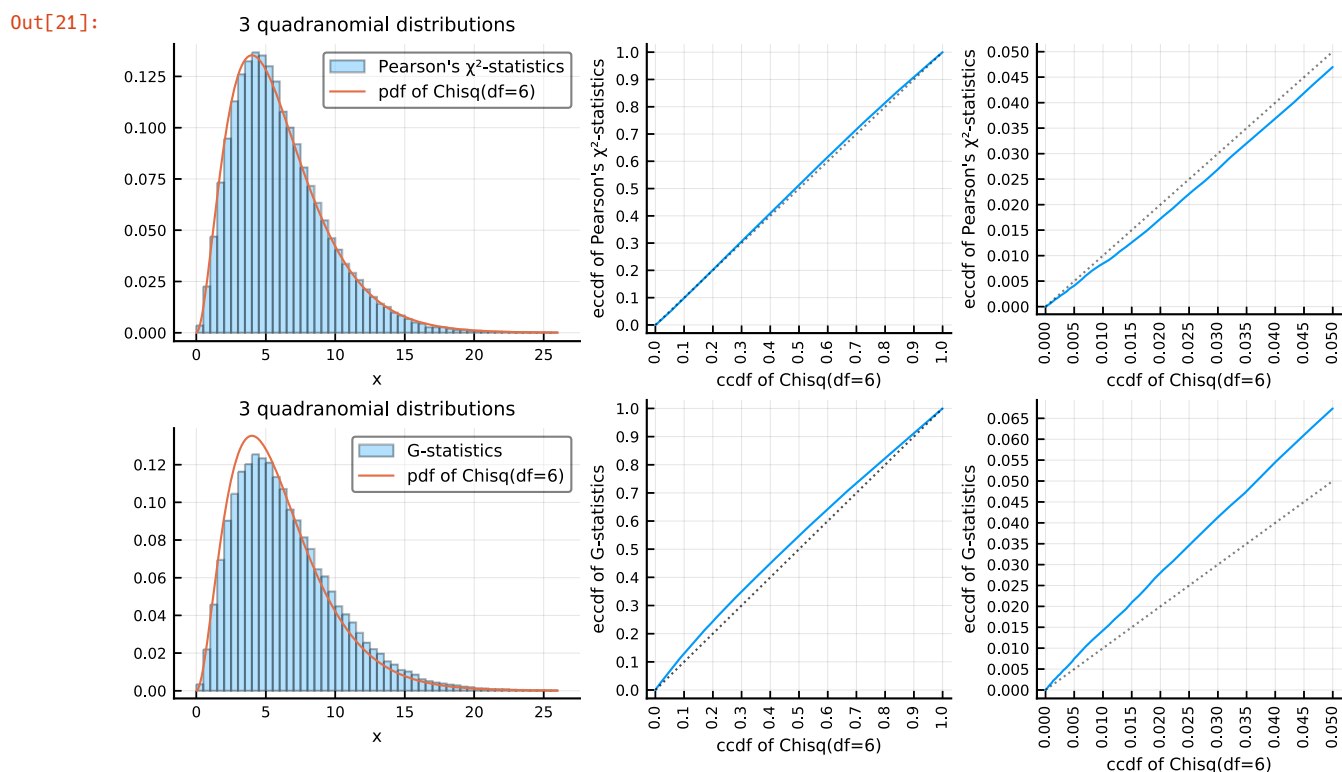 Out[21]:
3 quadranomial distributions
Pearson's χ²-statistics
pdf of Chisq(df=6)
0.125
0.100
0.075
0.050
0.025
0.000
0 5 10 15 20 25
x
eccdf of Pearson's χ²-statistics
1.0
0.9
0.8
0.7
0.6
0.5
0.4
0.3
0.2
0.1
0.0
0.0 0.1 0.2 0.3 0.4 0.5 0.6 0.7 0.8 0.9 1.0
ccdf of Chisq(df=6)
eccdf of Pearson's χ²-statistics
0.050
0.045
0.040
0.035
0.030
0.025
0.020
0.015
0.010
0.005
0.000
0.000 0.005 0.010 0.015 0.020 0.025 0.030 0.035 0.040 0.045 0.050
ccdf of Chisq(df=6)
3 quadranomial distributions
G-statistics
pdf of Chisq(df=6)
0.12
0.10
0.08
0.06
0.04
0.02
0.00
0 5 10 15 20 25
x
eccdf of G-statistics
1.0
0.9
0.8
0.7
0.6
0.5
0.4
0.3
0.2
0.1
0.0
0.0 0.1 0.2 0.3 0.4 0.5 0.6 0.7 0.8 0.9 1.0
ccdf of Chisq(df=6)
eccdf of G-statistics
0.065
0.060
0.055
0.050
0.045
0.040
0.035
0.030
0.025
0.020
0.015
0.010
0.005
0.000
0.000 0.005 0.010 0.015 0.020 0.025 0.030 0.035 0.040 0.045 0.050
ccdf of Chisq(df=6)